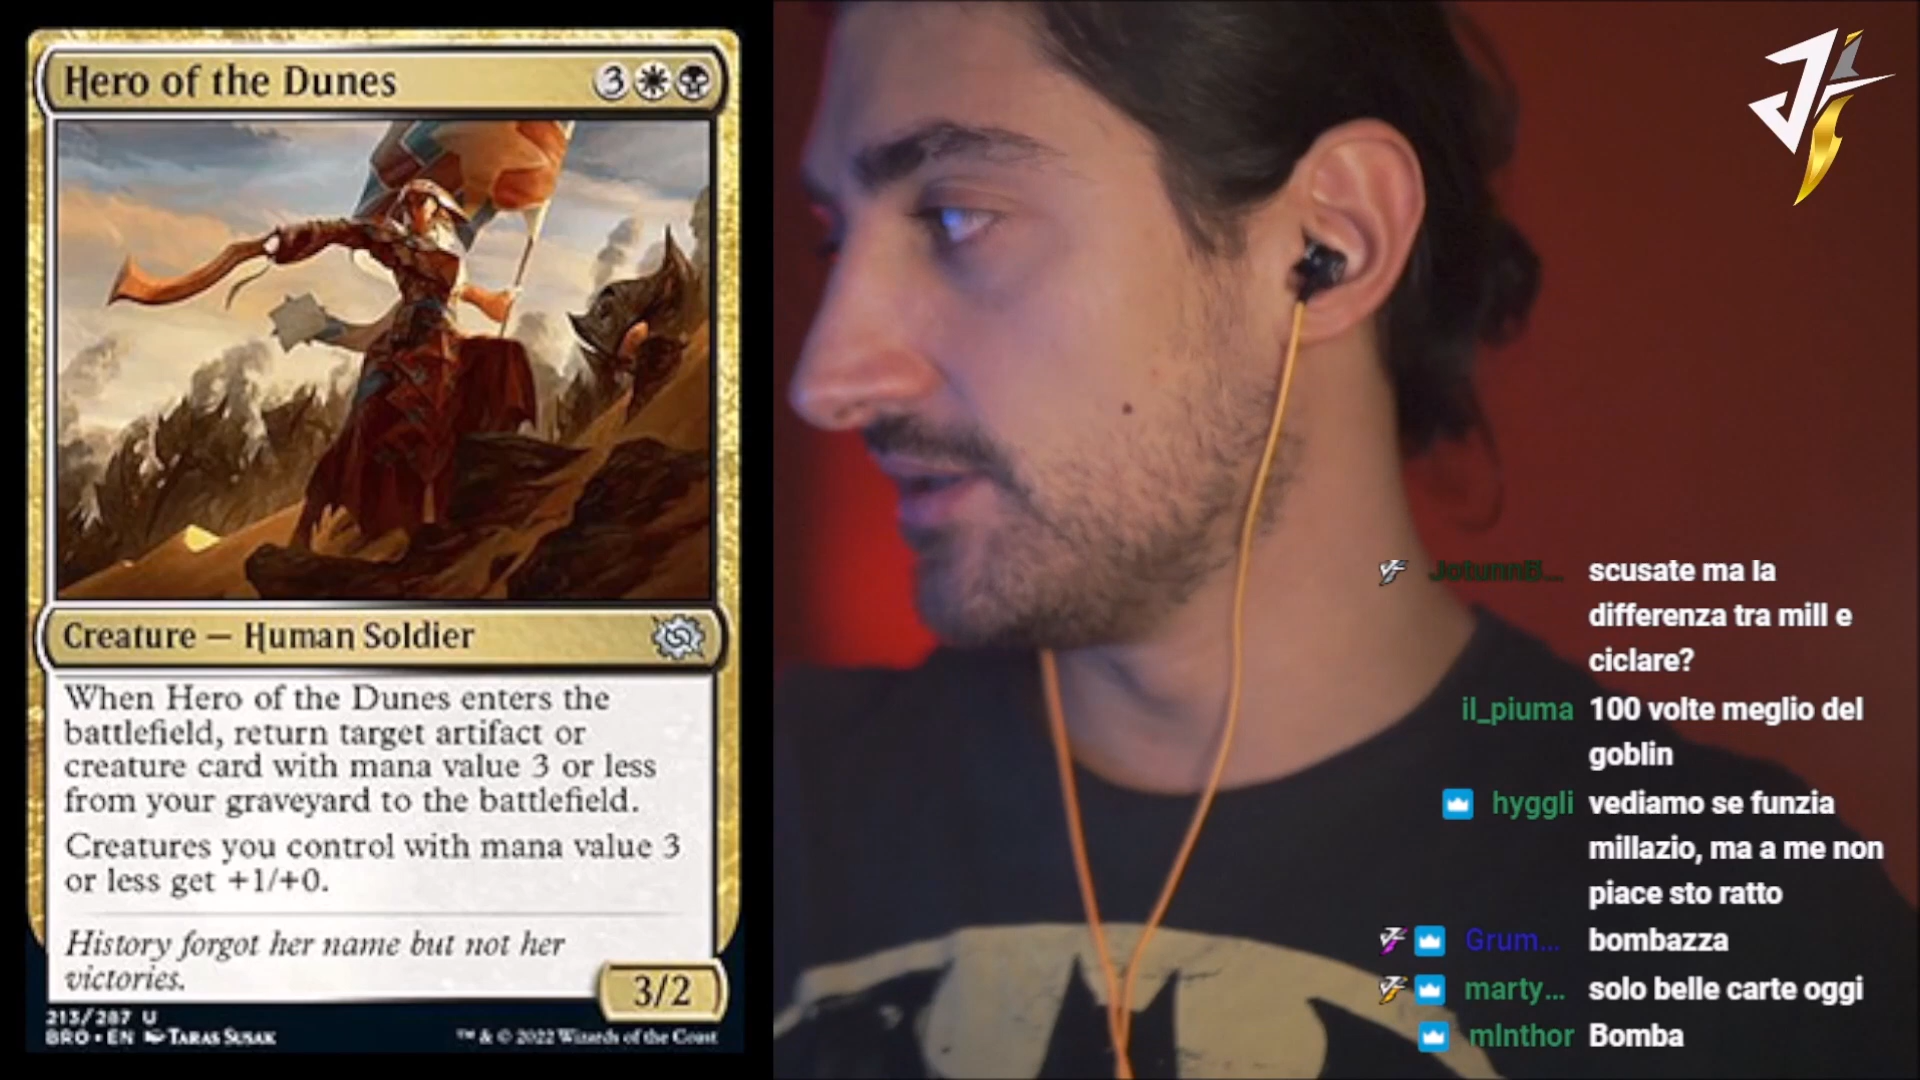 Hero of the Dunes
3
Creature — Human Soldier
When Hero of the Dunes enters the
battlefield, return target artifact or
creature card with mana value 3 or less
from your graveyard to the battlefield.
Creatures you control with mana value 3
or less get +1/+0.
History forgot her name but not her
victories.
3/2
213/287 U
BRO • EN TARAS SUSAK
™ & © 2022 Wizards of the Coast
JotunnB... scusate ma la
differenza tra mill e
ciclare?
il_piuma 100 volte meglio del
goblin
hyggli vediamo se funzia
millazio, ma a me non
piace sto ratto
Grum... bombazza
marty... solo belle carte oggi
mInthor Bomba